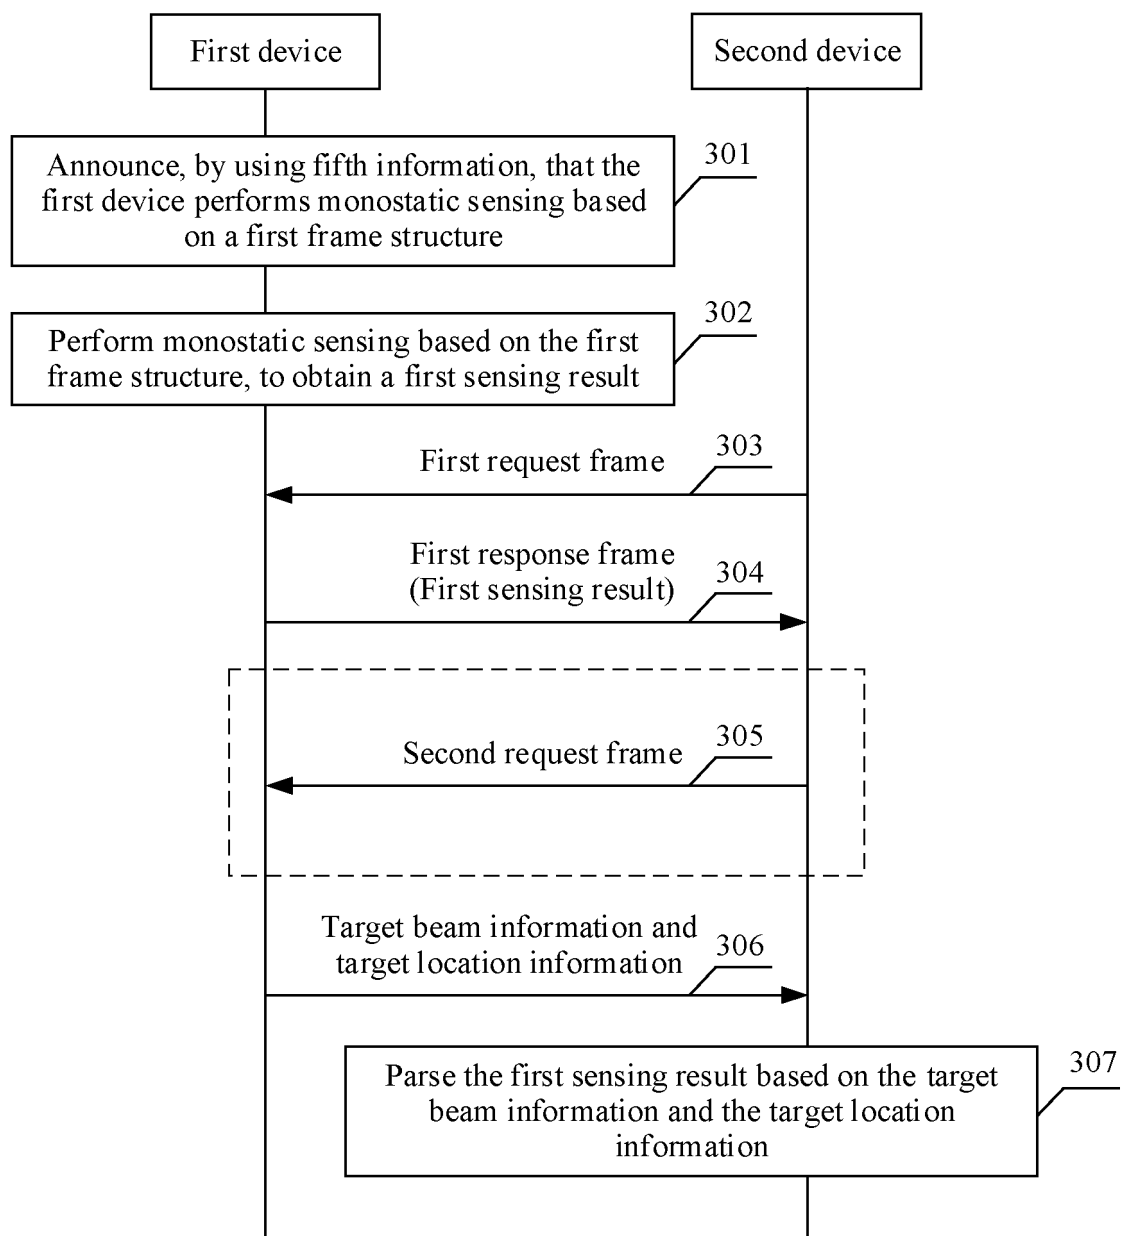 First device
Second device
Announce, by using fifth information, that the
first device performs monostatic sensing based
on a first frame structure
301
Perform monostatic sensing based on the first
frame structure, to obtain a first sensing result
302
First request frame
303
First response frame
(First sensing result)
304
Second request frame
305
Target beam information and
target location information
306
Parse the first sensing result based on the target
beam information and the target location
information
307